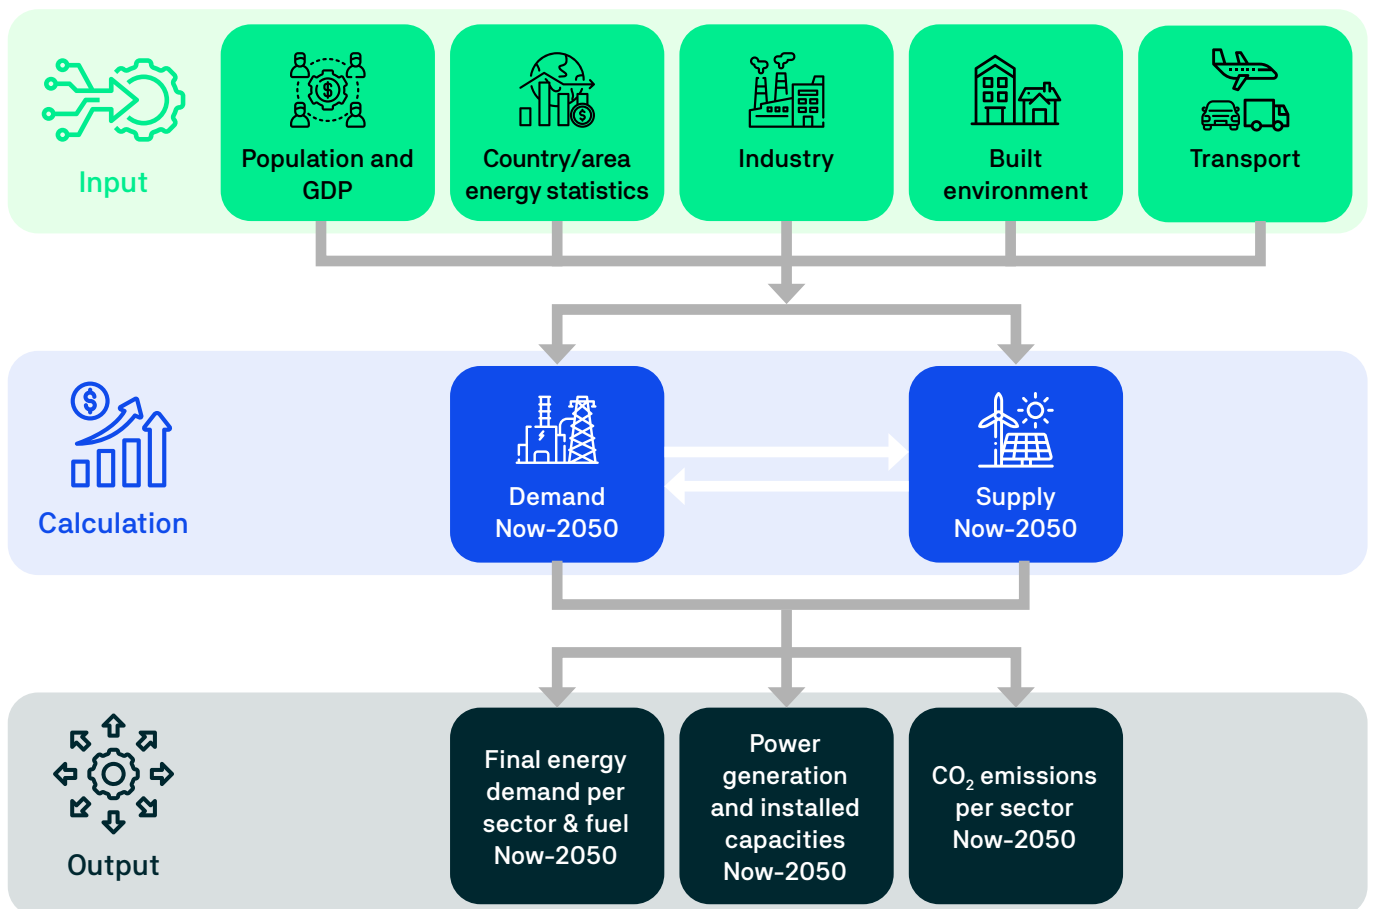 Input
Population and
GDP
Country/area
energy statistics
Industry
Built
environment
Transport
Calculation
Demand
Now-2050
Supply
Now-2050
Output
Final energy
demand per
sector & fuel
Now-2050
Power
generation
and installed
capacities
Now-2050
CO₂ emissions
per sector
Now-2050